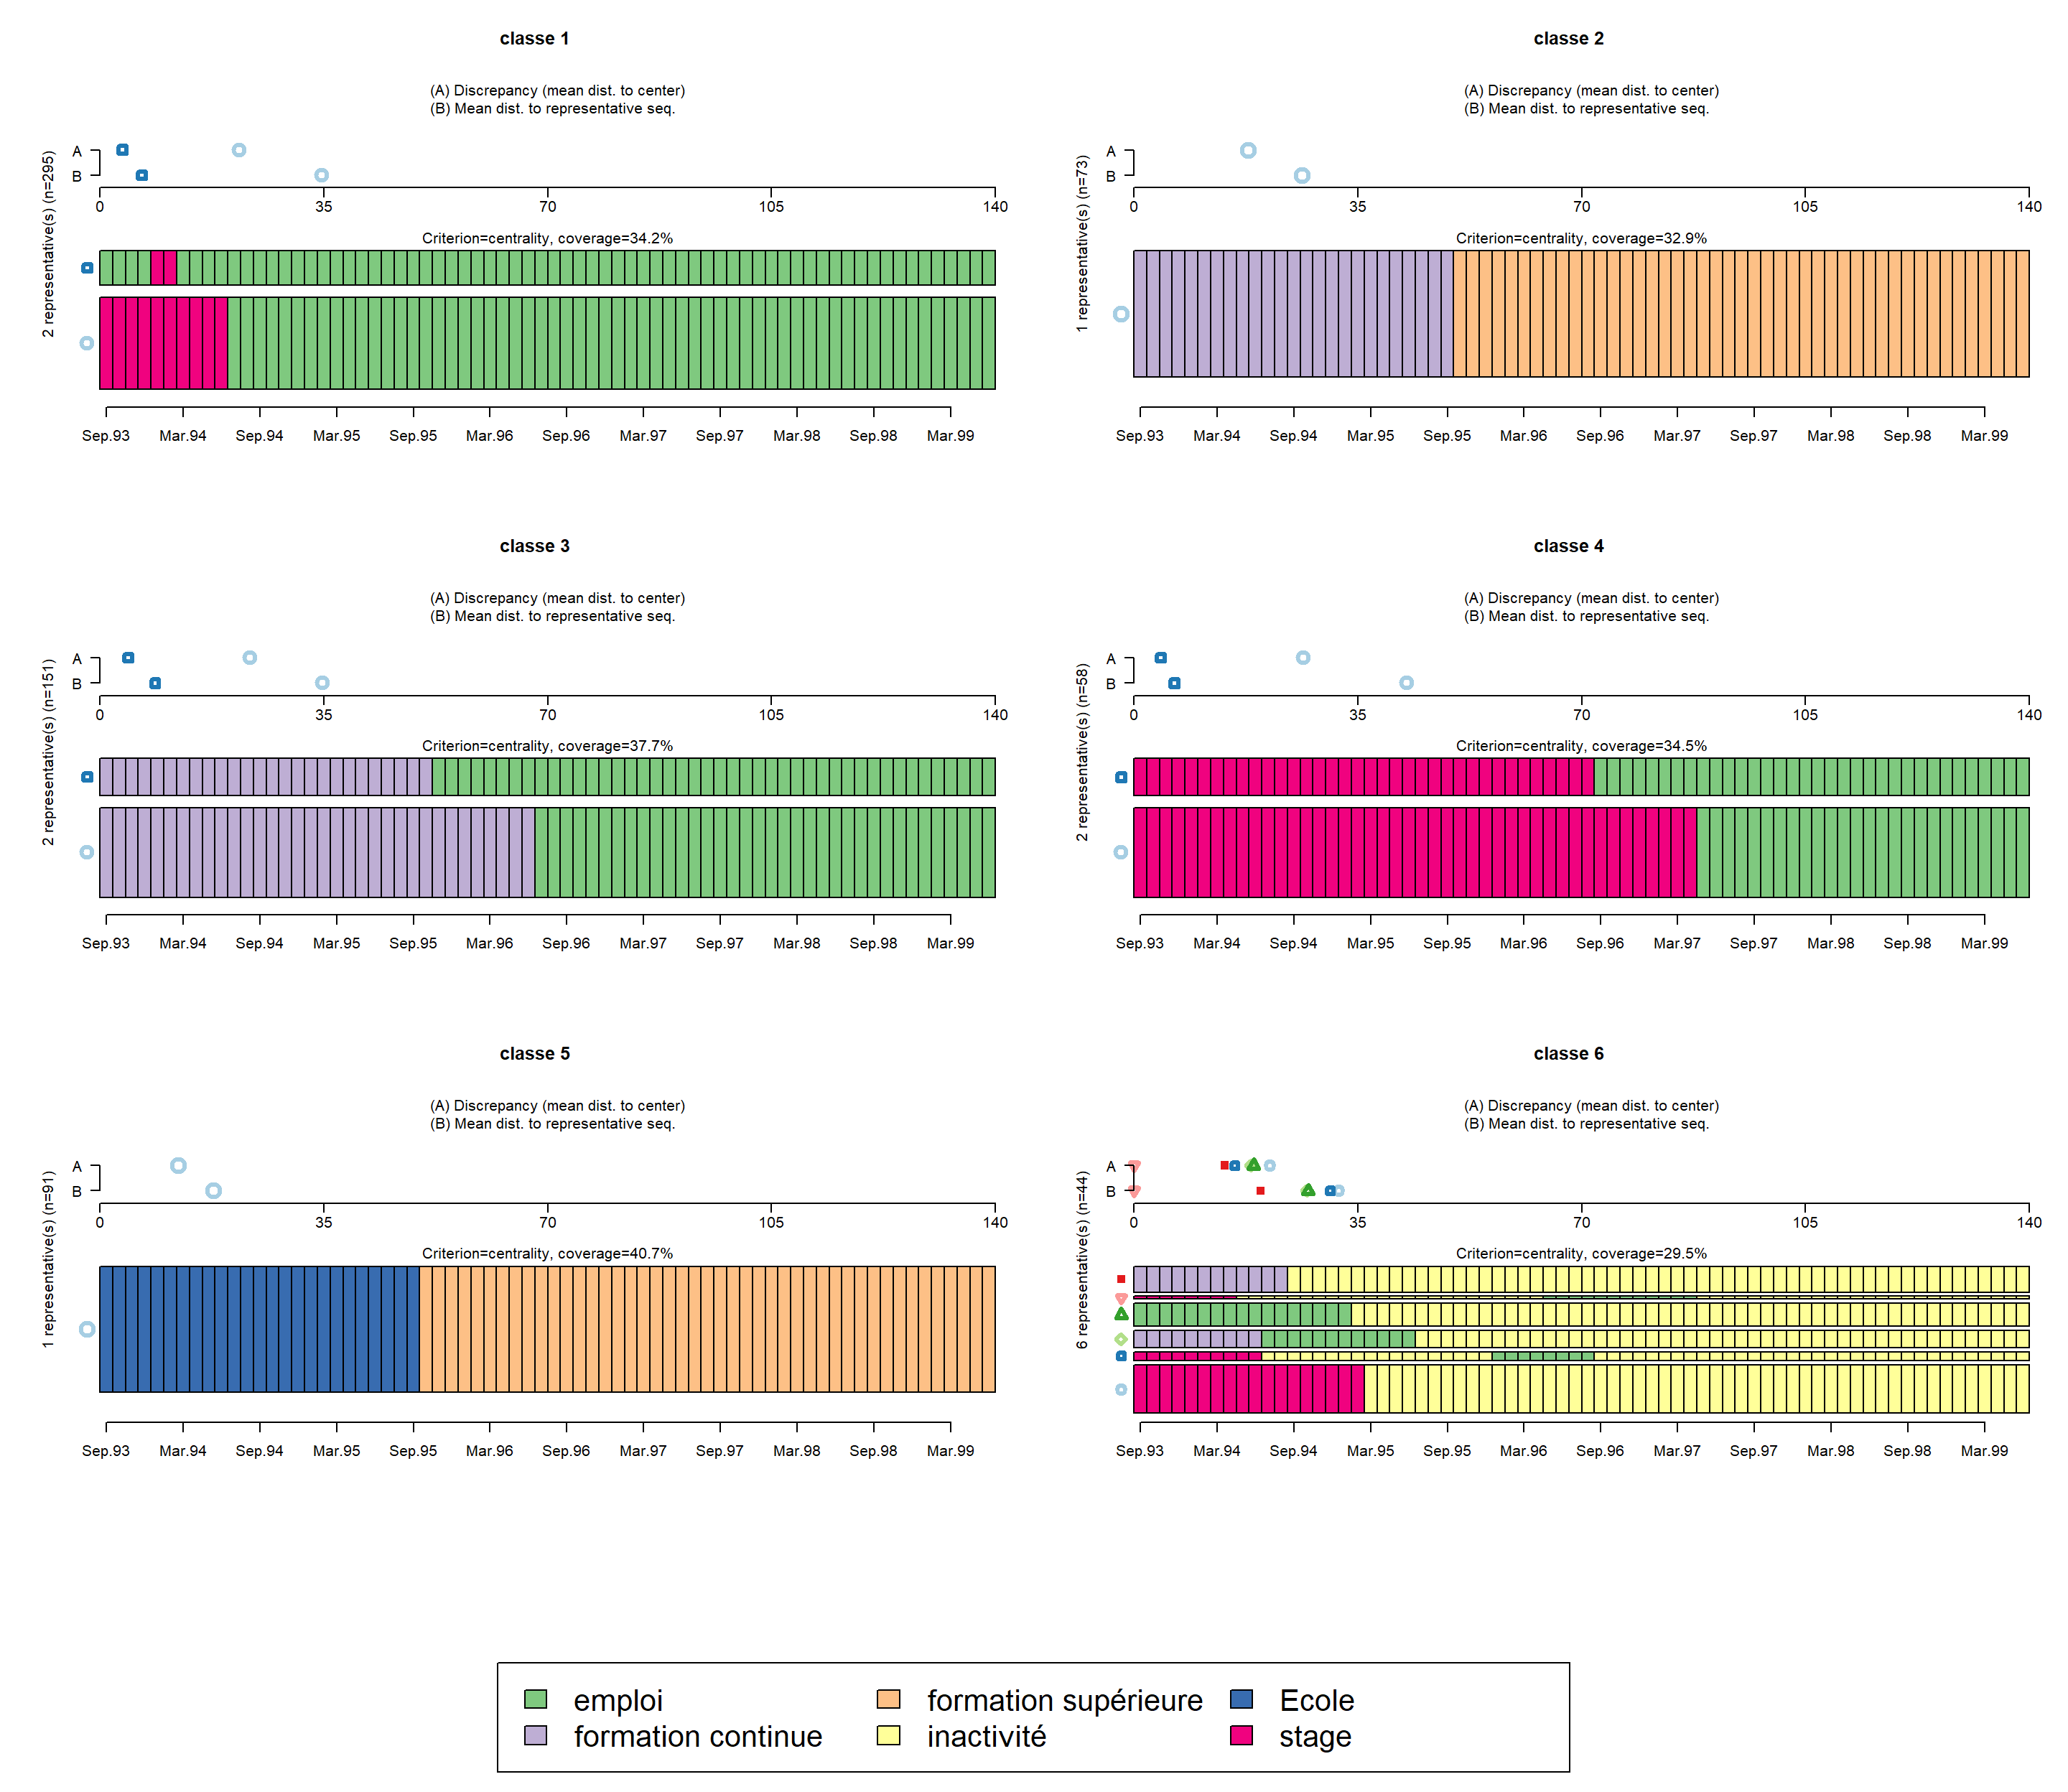 classe 1
(A) Discrepancy (mean dist. to center)
(B) Mean dist. to representative seq.
2 representative(s) (n=295)
A
B
0 35 70 105 140
Criterion=centrality, coverage=34.2%
Sep.93 Mar.94 Sep.94 Mar.95 Sep.95 Mar.96 Sep.96 Mar.97 Sep.97 Mar.98 Sep.98 Mar.99
classe 2
(A) Discrepancy (mean dist. to center)
(B) Mean dist. to representative seq.
1 representative(s) (n=73)
A
B
0 35 70 105 140
Criterion=centrality, coverage=32.9%
Sep.93 Mar.94 Sep.94 Mar.95 Sep.95 Mar.96 Sep.96 Mar.97 Sep.97 Mar.98 Sep.98 Mar.99
classe 3
(A) Discrepancy (mean dist. to center)
(B) Mean dist. to representative seq.
2 representative(s) (n=151)
A
B
0 35 70 105 140
Criterion=centrality, coverage=37.7%
Sep.93 Mar.94 Sep.94 Mar.95 Sep.95 Mar.96 Sep.96 Mar.97 Sep.97 Mar.98 Sep.98 Mar.99
classe 4
(A) Discrepancy (mean dist. to center)
(B) Mean dist. to representative seq.
2 representative(s) (n=58)
A
B
0 35 70 105 140
Criterion=centrality, coverage=34.5%
Sep.93 Mar.94 Sep.94 Mar.95 Sep.95 Mar.96 Sep.96 Mar.97 Sep.97 Mar.98 Sep.98 Mar.99
classe 5
(A) Discrepancy (mean dist. to center)
(B) Mean dist. to representative seq.
1 representative(s) (n=91)
A
B
0 35 70 105 140
Criterion=centrality, coverage=40.7%
Sep.93 Mar.94 Sep.94 Mar.95 Sep.95 Mar.96 Sep.96 Mar.97 Sep.97 Mar.98 Sep.98 Mar.99
classe 6
(A) Discrepancy (mean dist. to center)
(B) Mean dist. to representative seq.
6 representative(s) (n=44)
A
B
0 35 70 105 140
Criterion=centrality, coverage=29.5%
Sep.93 Mar.94 Sep.94 Mar.95 Sep.95 Mar.96 Sep.96 Mar.97 Sep.97 Mar.98 Sep.98 Mar.99
emploi formation supérieure Ecole
formation continue inactivité stage